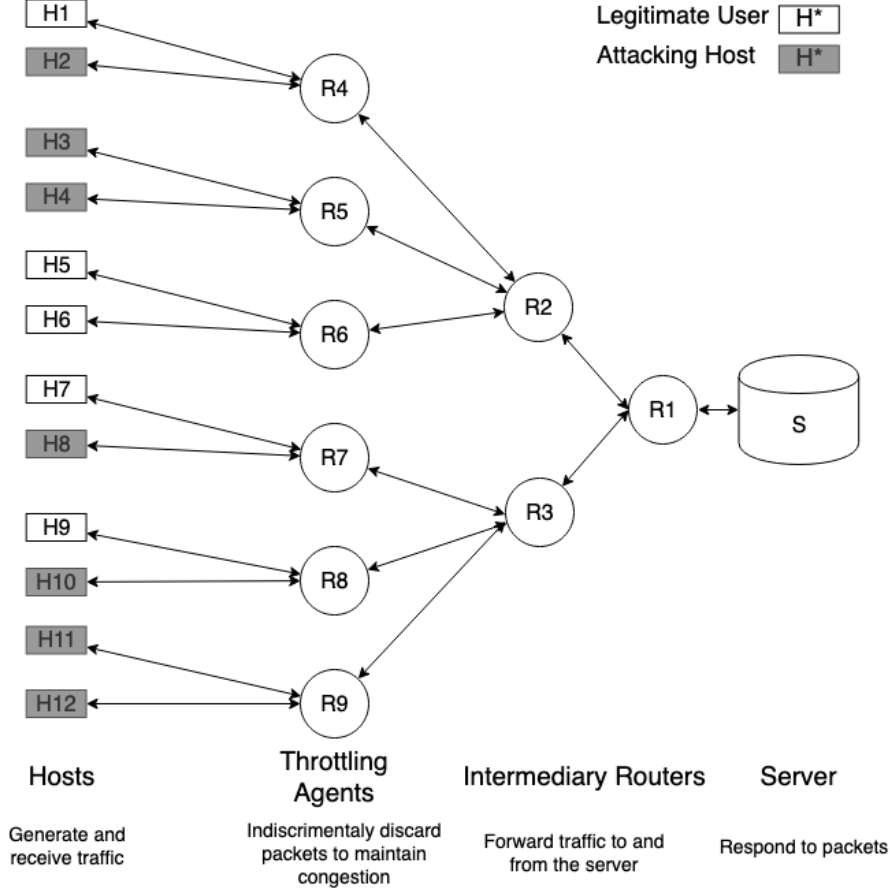 H1
Legitimate User H*
H2
Attacking Host H*
R4
H3
H4
R5
H5
H6
R6
R2
H7
H8
R7
R1
S
H9
R3
H10
R8
H11
H12
R9
Hosts
Throttling
Agents
Intermediary Routers
Server
Generate and
receive traffic
Indiscrimentaly discard
packets to maintain
congestion
Forward traffic to and
from the server
Respond to packets